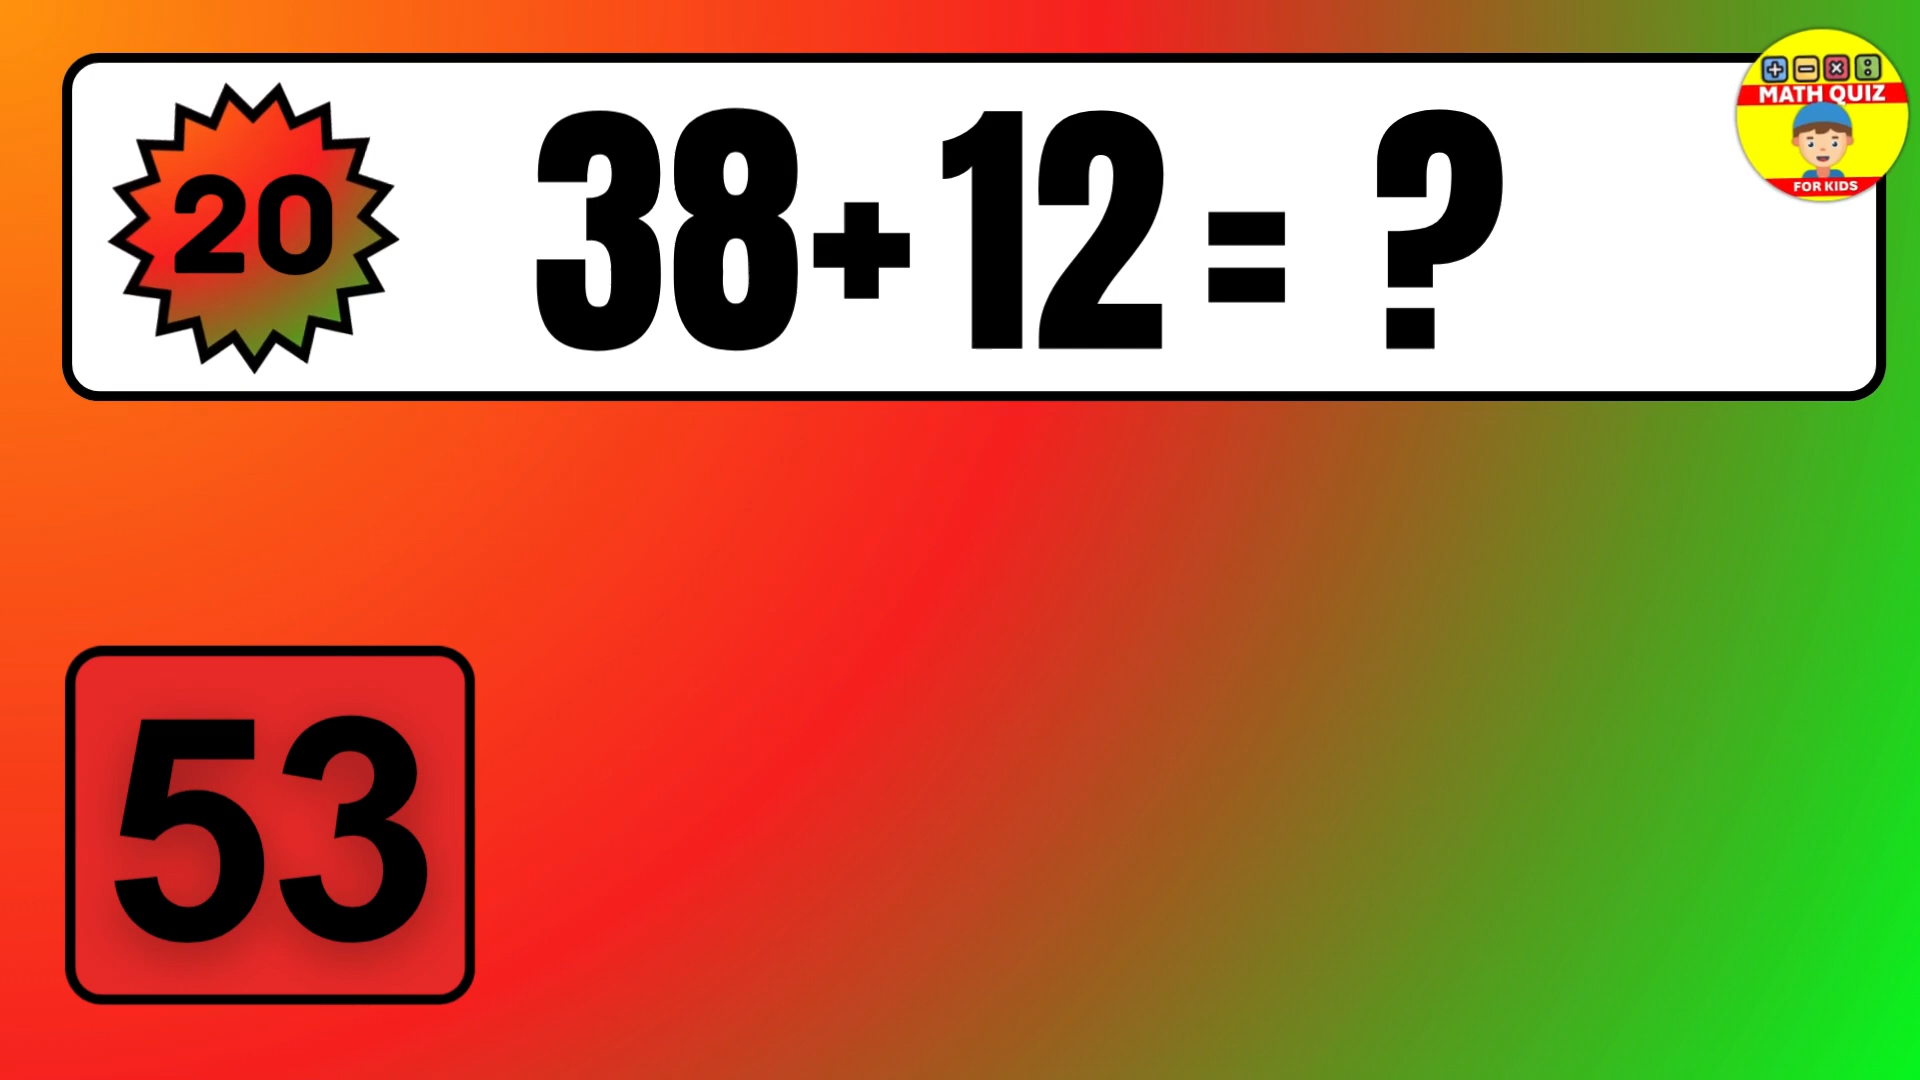 20
38+12 = ?
+ − × ÷
MATH QUIZ
FOR KIDS
53